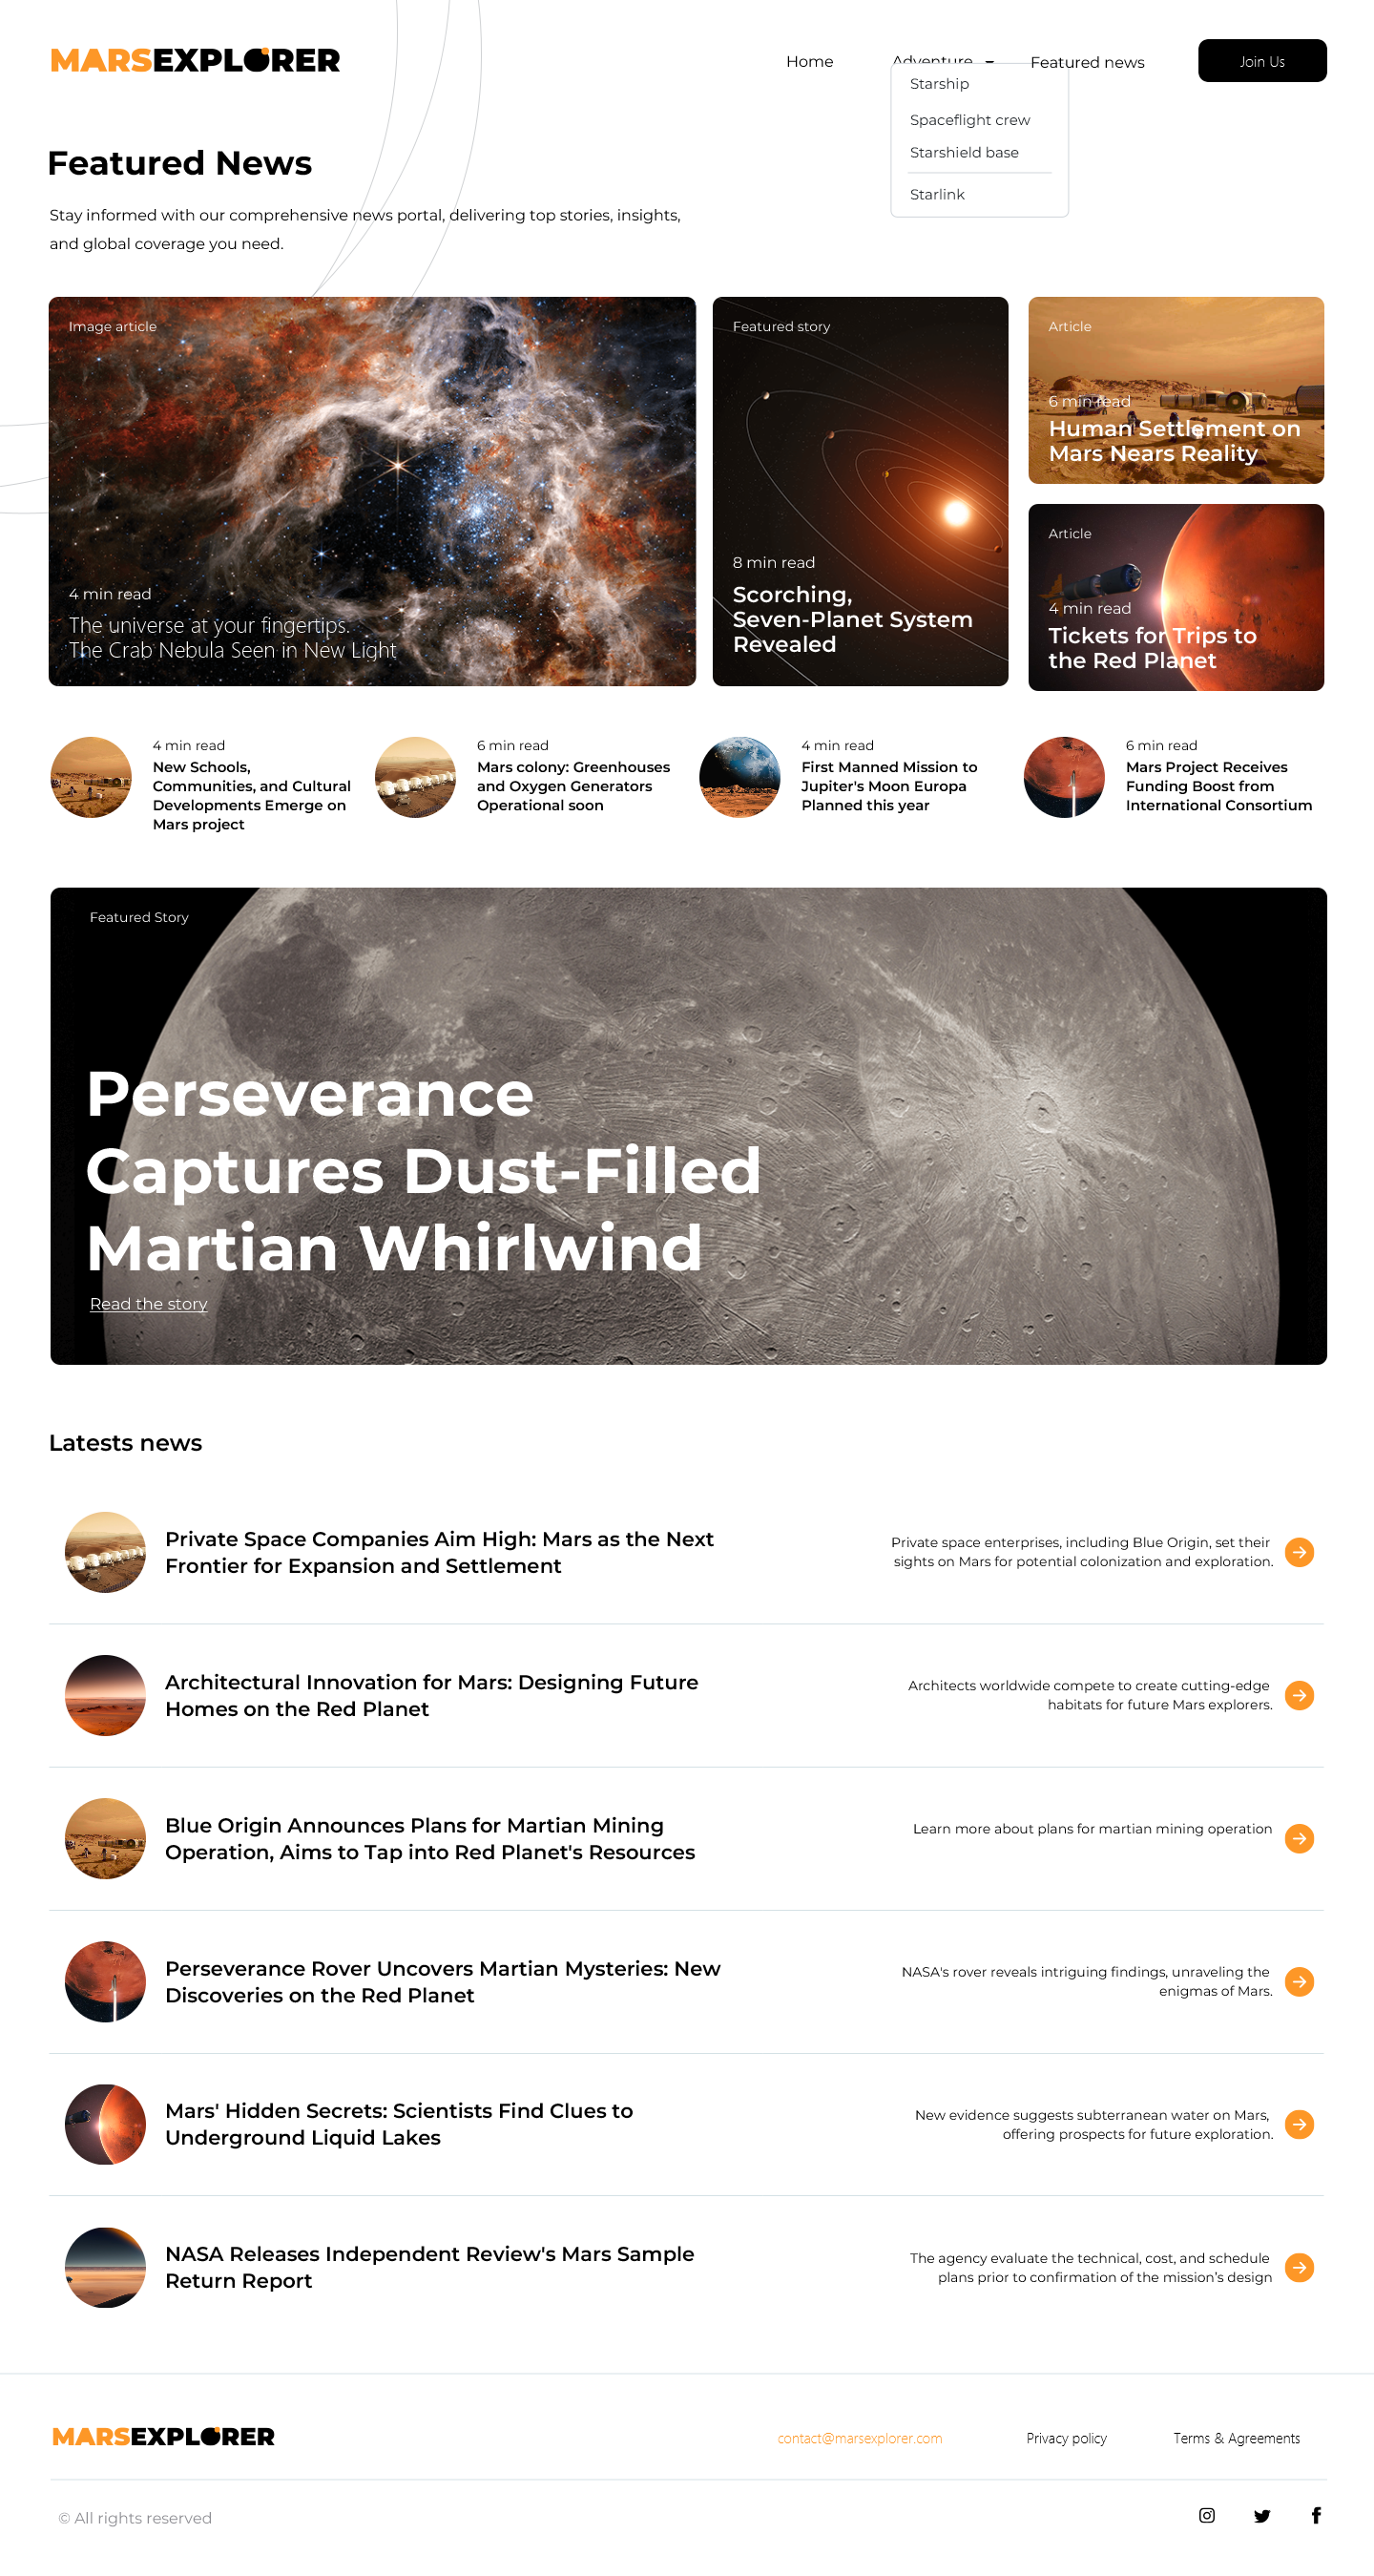 MARSEXPLORER
Home
Adventure
Featured news
Join Us
Starship
Spaceflight crew
Starshield base
Starlink
Featured News
Stay informed with our comprehensive news portal, delivering top stories, insights,
and global coverage you need.
Image article
4 min read
The universe at your fingertips.
The Crab Nebula Seen in New Light
Featured story
8 min read
Scorching,
Seven-Planet System
Revealed
Article
6 min read
Human Settlement on
Mars Nears Reality
Article
4 min read
Tickets for Trips to
the Red Planet
4 min read
New Schools,
Communities, and Cultural
Developments Emerge on
Mars project
6 min read
Mars colony: Greenhouses
and Oxygen Generators
Operational soon
4 min read
First Manned Mission to
Jupiter's Moon Europa
Planned this year
6 min read
Mars Project Receives
Funding Boost from
International Consortium
Featured Story
Perseverance
Captures Dust-Filled
Martian Whirlwind
Read the story
Latests news
Private Space Companies Aim High: Mars as the Next
Frontier for Expansion and Settlement
Private space enterprises, including Blue Origin, set their
sights on Mars for potential colonization and exploration.
Architectural Innovation for Mars: Designing Future
Homes on the Red Planet
Architects worldwide compete to create cutting-edge
habitats for future Mars explorers.
Blue Origin Announces Plans for Martian Mining
Operation, Aims to Tap into Red Planet's Resources
Learn more about plans for martian mining operation
Perseverance Rover Uncovers Martian Mysteries: New
Discoveries on the Red Planet
NASA's rover reveals intriguing findings, unraveling the
enigmas of Mars.
Mars' Hidden Secrets: Scientists Find Clues to
Underground Liquid Lakes
New evidence suggests subterranean water on Mars,
offering prospects for future exploration.
NASA Releases Independent Review's Mars Sample
Return Report
The agency evaluate the technical, cost, and schedule
plans prior to confirmation of the mission's design
MARSEXPLORER
contact@marsexplorer.com
Privacy policy
Terms & Agreements
© All rights reserved